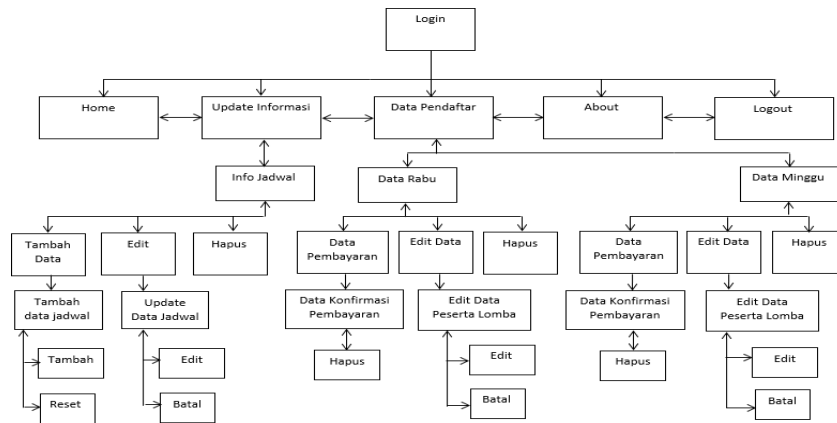 Login
Home
Update Informasi
Data Pendaftar
About
Logout
Info Jadwal
Data Rabu
Data Minggu
Tambah
Data
Edit
Hapus
Data
Pembayaran
Edit Data
Hapus
Data
Pembayaran
Edit Data
Hapus
Tambah
data jadwal
Update
Data Jadwal
Data Konfirmasi
Pembayaran
Edit Data
Peserta Lomba
Data Konfirmasi
Pembayaran
Edit Data
Peserta Lomba
Tambah
Edit
Hapus
Edit
Hapus
Edit
Reset
Batal
Batal
Batal